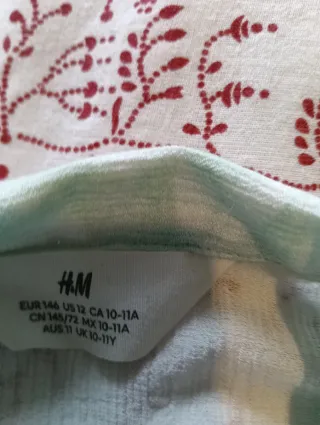 H&M
EUR 146 US 12 CA 10-11A
CN 145/72 MX 10-11A
AUS 11 UK 10-11Y